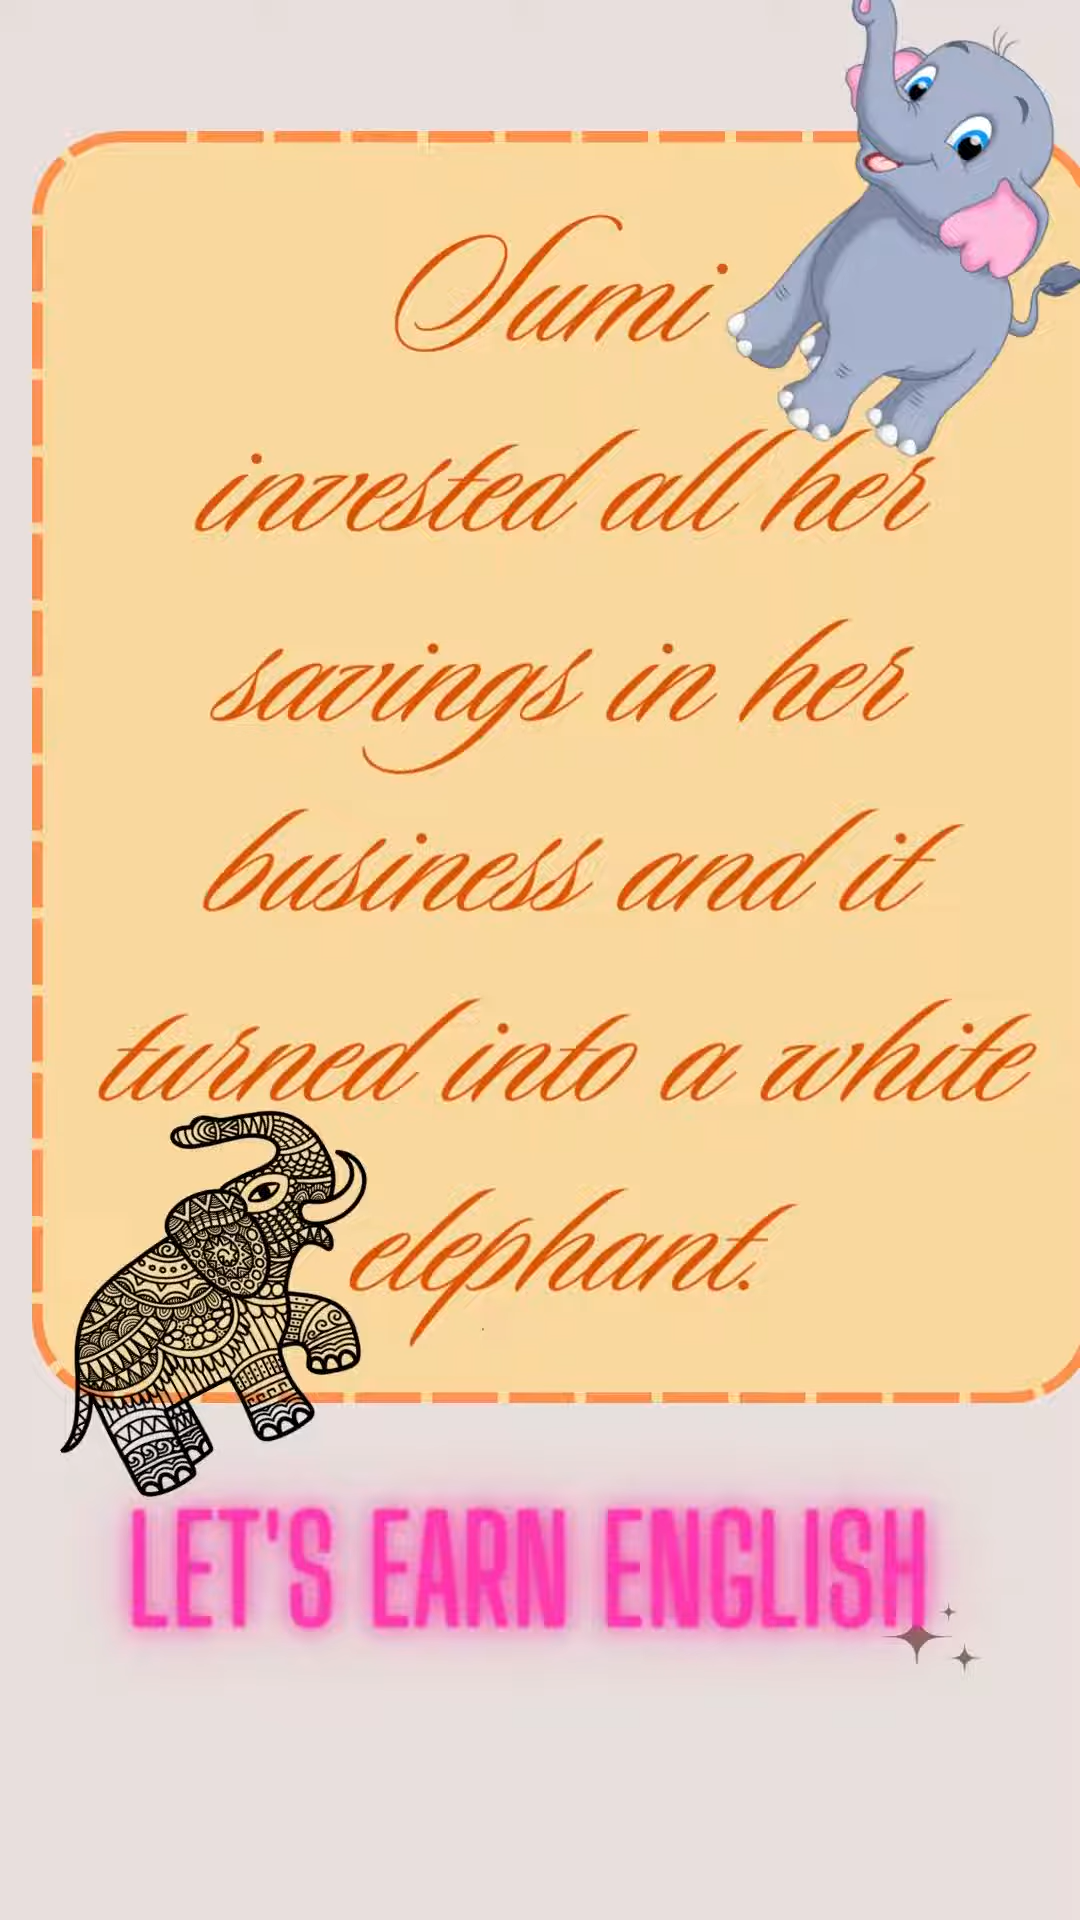 Sumi
invested all her
savings in her
business and it
turned into a white
elephant.
LET'S EARN ENGLISH